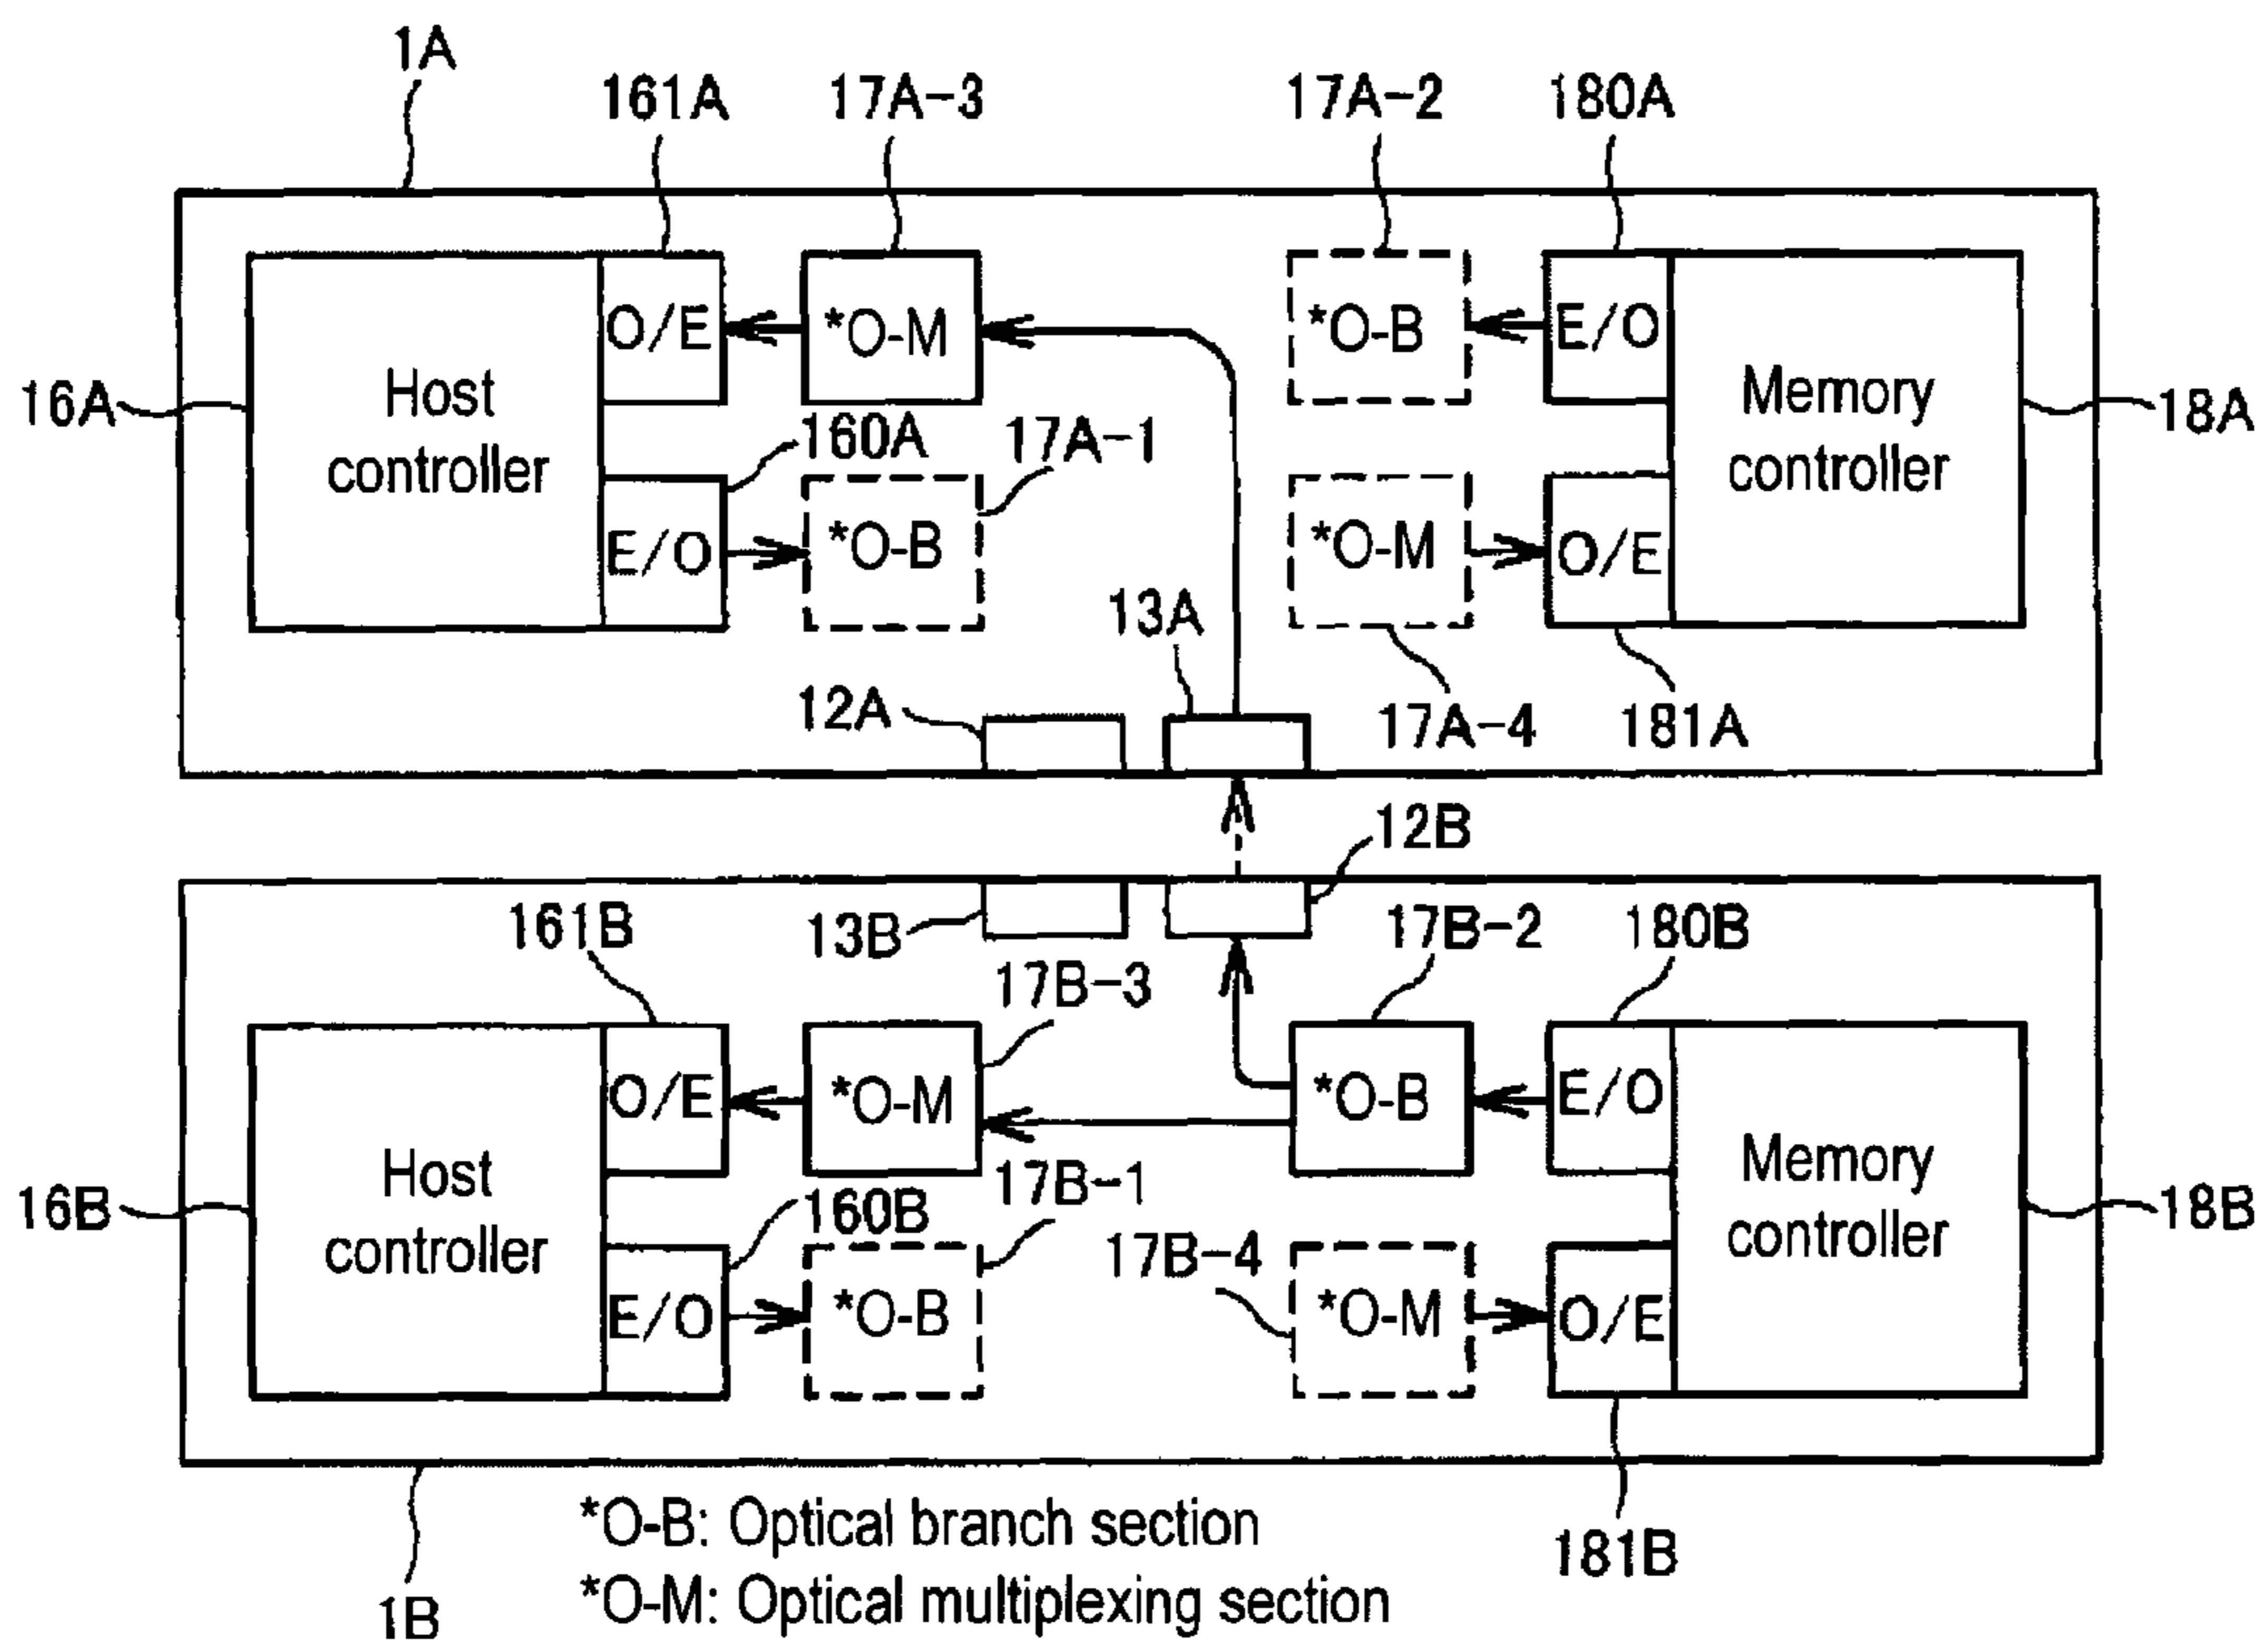 1A
161A 17A-3 17A-2 180A
O/E *O-M *O-B E/O
16A Host controller Memory controller 18A
160A 17A-1
E/O *O-B *O-M O/E
13A
12A 17A-4 181A
12B
161B 13B 17B-2 180B
17B-3
O/E *O-M *O-B E/O
16B Host controller Memory controller 18B
17B-1
160B 17B-4
E/O *O-B *O-M O/E
*O-B: Optical branch section 181B
1B *O-M: Optical multiplexing section